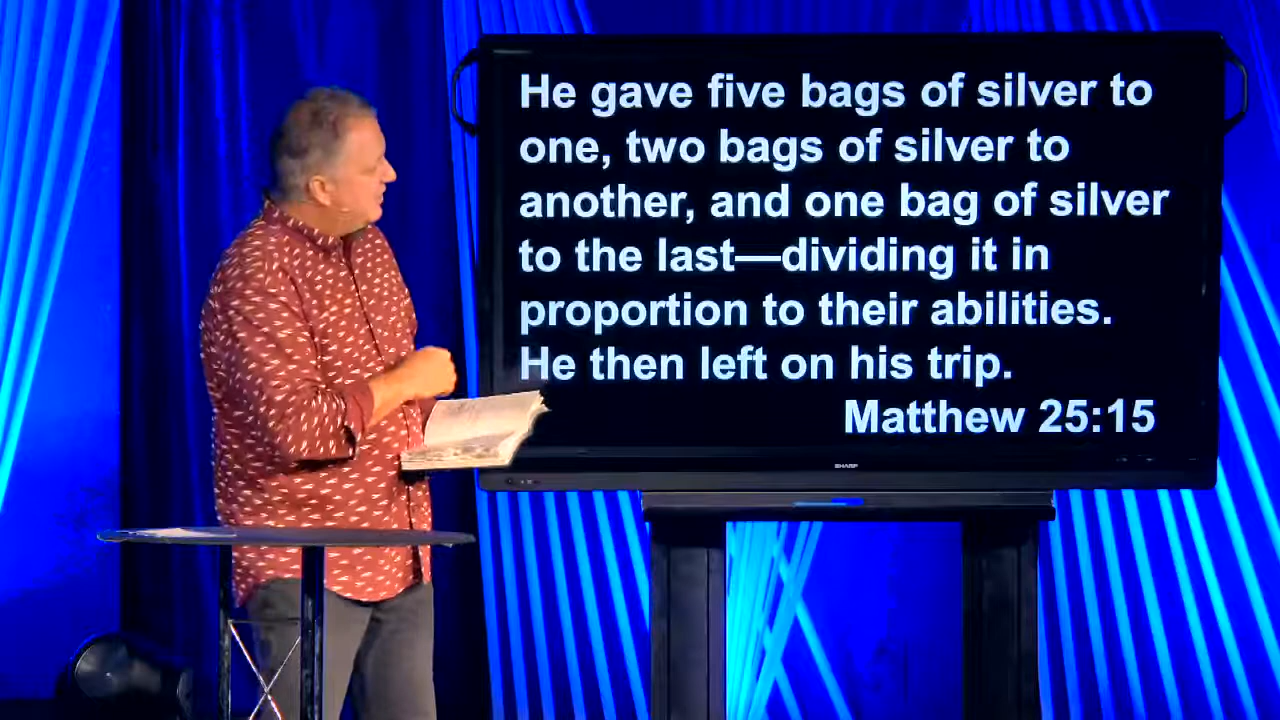 He gave five bags of silver to
one, two bags of silver to
another, and one bag of silver
to the last—dividing it in
proportion to their abilities.
He then left on his trip.
Matthew 25:15
SHARP